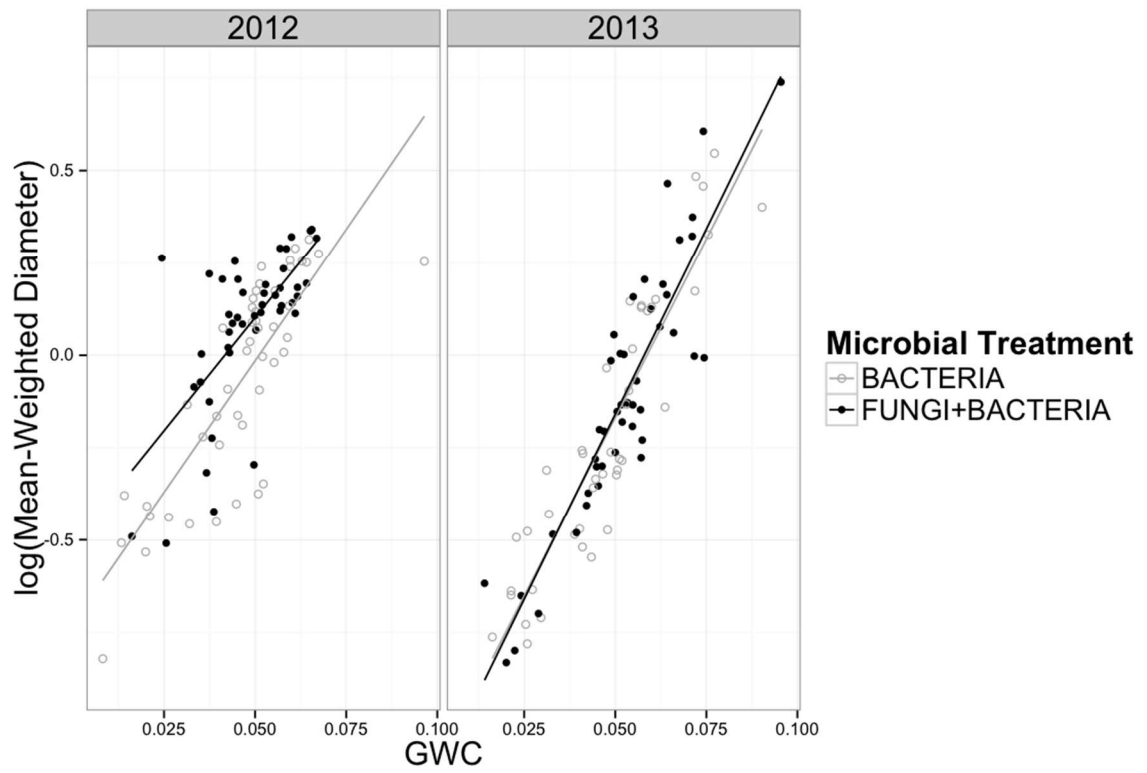 2012 2013
log(Mean-Weighted Diameter)
0.5
0.0
-0.5
0.025 0.050 0.075 0.100 0.025 0.050 0.075 0.100
GWC
Microbial Treatment
BACTERIA
FUNGI+BACTERIA